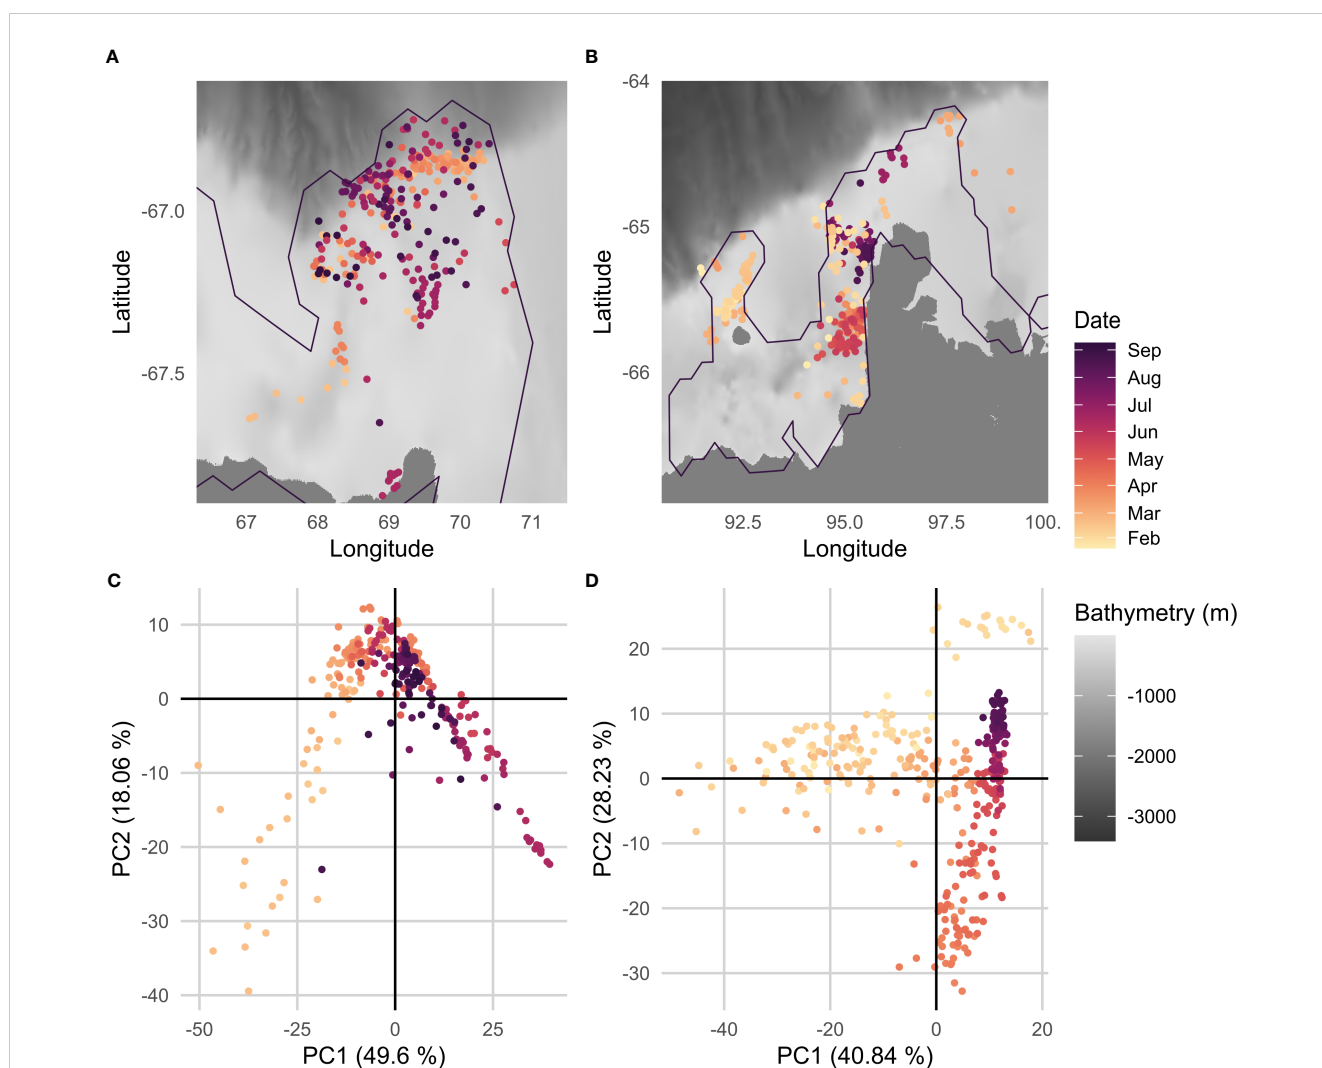 A
B
-64
-65
-66
-67.0
-67.5
Latitude
Latitude
67 68 69 70 71
92.5 95.0 97.5 100.
Longitude
Longitude
Date
Sep
Aug
Jul
Jun
May
Apr
Mar
Feb
C
D
10
0
-10
-20
-30
-40
PC2 (18.06 %)
-50 -25 0 25
PC1 (49.6 %)
20
10
0
-10
-20
-30
PC2 (28.23 %)
-40 -20 0 20
PC1 (40.84 %)
Bathymetry (m)
-1000
-2000
-3000